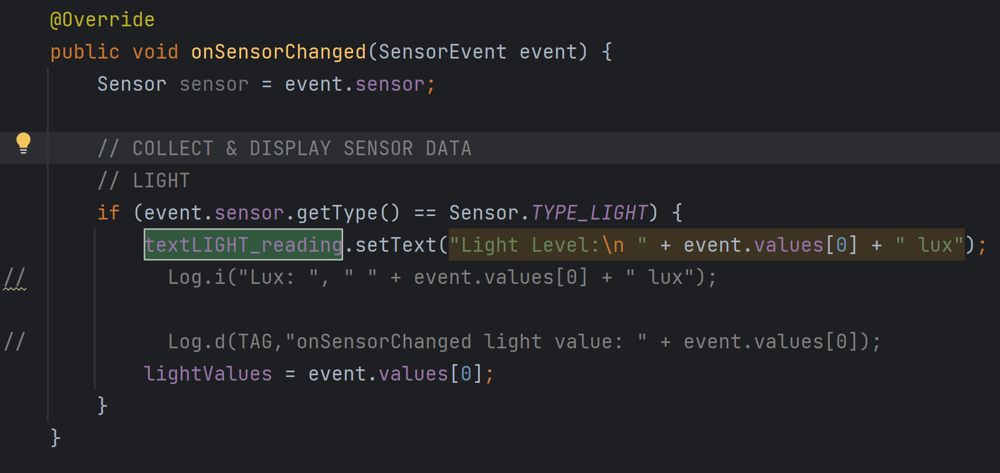 @Override
public void onSensorChanged(SensorEvent event) {
Sensor sensor = event.sensor;
// COLLECT & DISPLAY SENSOR DATA
// LIGHT
if (event.sensor.getType() == Sensor.TYPE_LIGHT) {
textLIGHT_reading.setText("Light Level:\n " + event.values[0] + " lux");
// Log.i("Lux: ", " " + event.values[0] + " lux");
// Log.d(TAG,"onSensorChanged light value: " + event.values[0]);
lightValues = event.values[0];
}
}